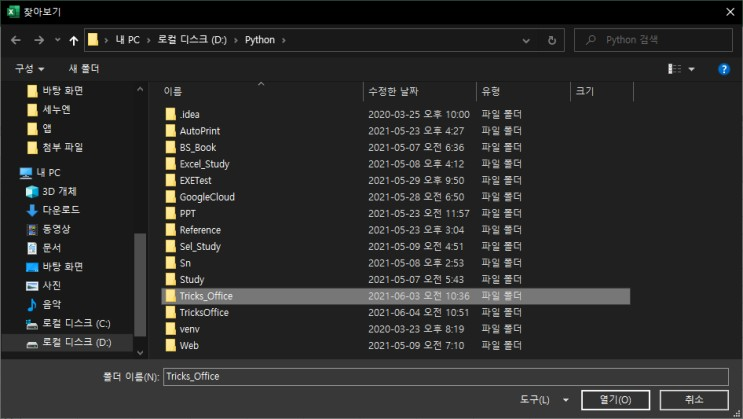 찾아보기
내 PC > 로컬 디스크 (D:) > Python >
Python 검색
구성
새 폴더
이름 수정한 날짜 유형 크기
바탕 화면
세누엔
앱
첨부 파일
내 PC
3D 개체
다운로드
동영상
문서
바탕 화면
사진
음악
로컬 디스크 (C:)
로컬 디스크 (D:)
.idea 2020-03-25 오후 10:00 파일 폴더
AutoPrint 2021-05-23 오후 4:27 파일 폴더
BS_Book 2021-05-07 오전 6:36 파일 폴더
Excel_Study 2021-05-08 오후 4:12 파일 폴더
EXETest 2021-05-29 오후 9:50 파일 폴더
GoogleCloud 2021-05-28 오전 6:50 파일 폴더
PPT 2021-05-23 오전 11:57 파일 폴더
Reference 2021-05-23 오후 3:04 파일 폴더
Sel_Study 2021-05-09 오전 4:51 파일 폴더
Sn 2021-05-08 오후 2:53 파일 폴더
Study 2021-05-07 오전 5:43 파일 폴더
Tricks_Office 2021-06-03 오전 10:36 파일 폴더
TricksOffice 2021-06-04 오전 10:51 파일 폴더
venv 2020-03-23 오후 8:19 파일 폴더
Web 2021-05-09 오전 7:10 파일 폴더
폴더 이름(N): Tricks_Office
도구(L) 열기(O) 취소